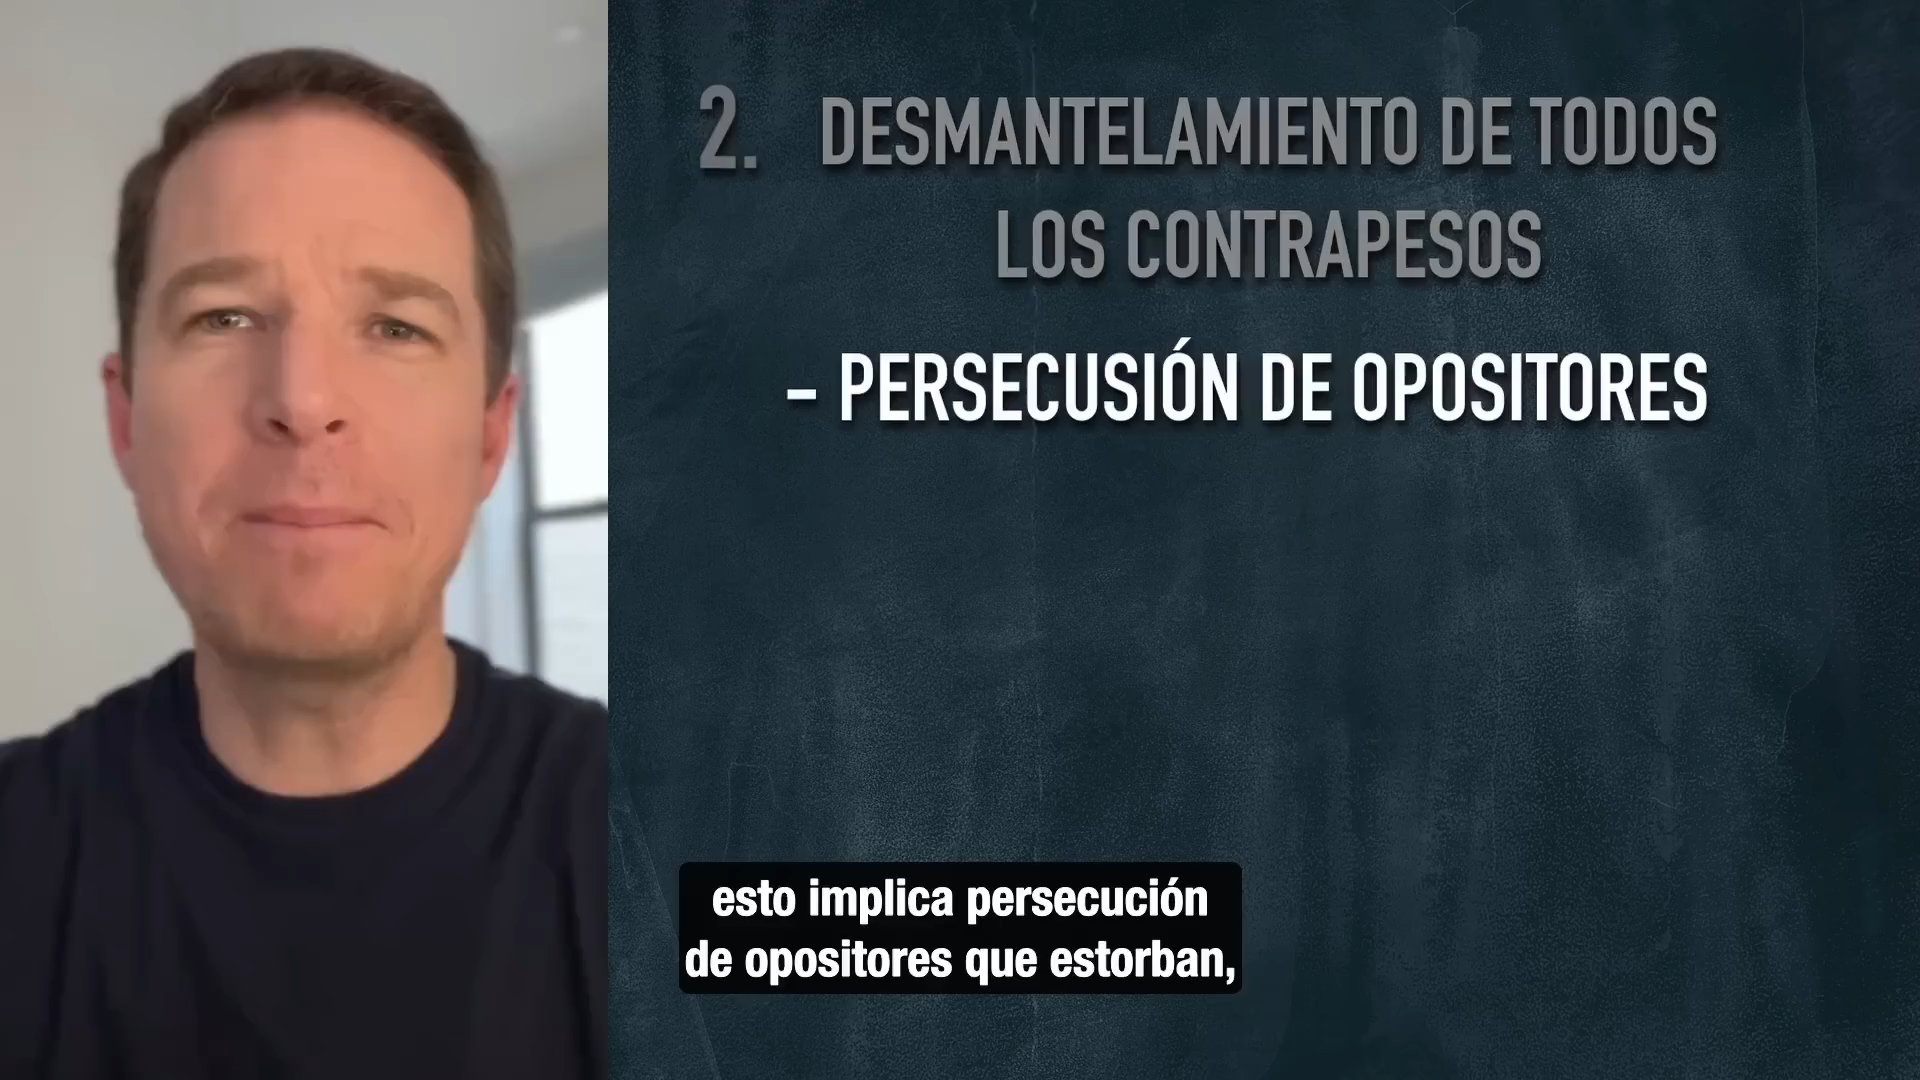 2. DESMANTELAMIENTO DE TODOS
LOS CONTRAPESOS
- PERSECUSIÓN DE OPOSITORES
esto implica persecución
de opositores que estorban,